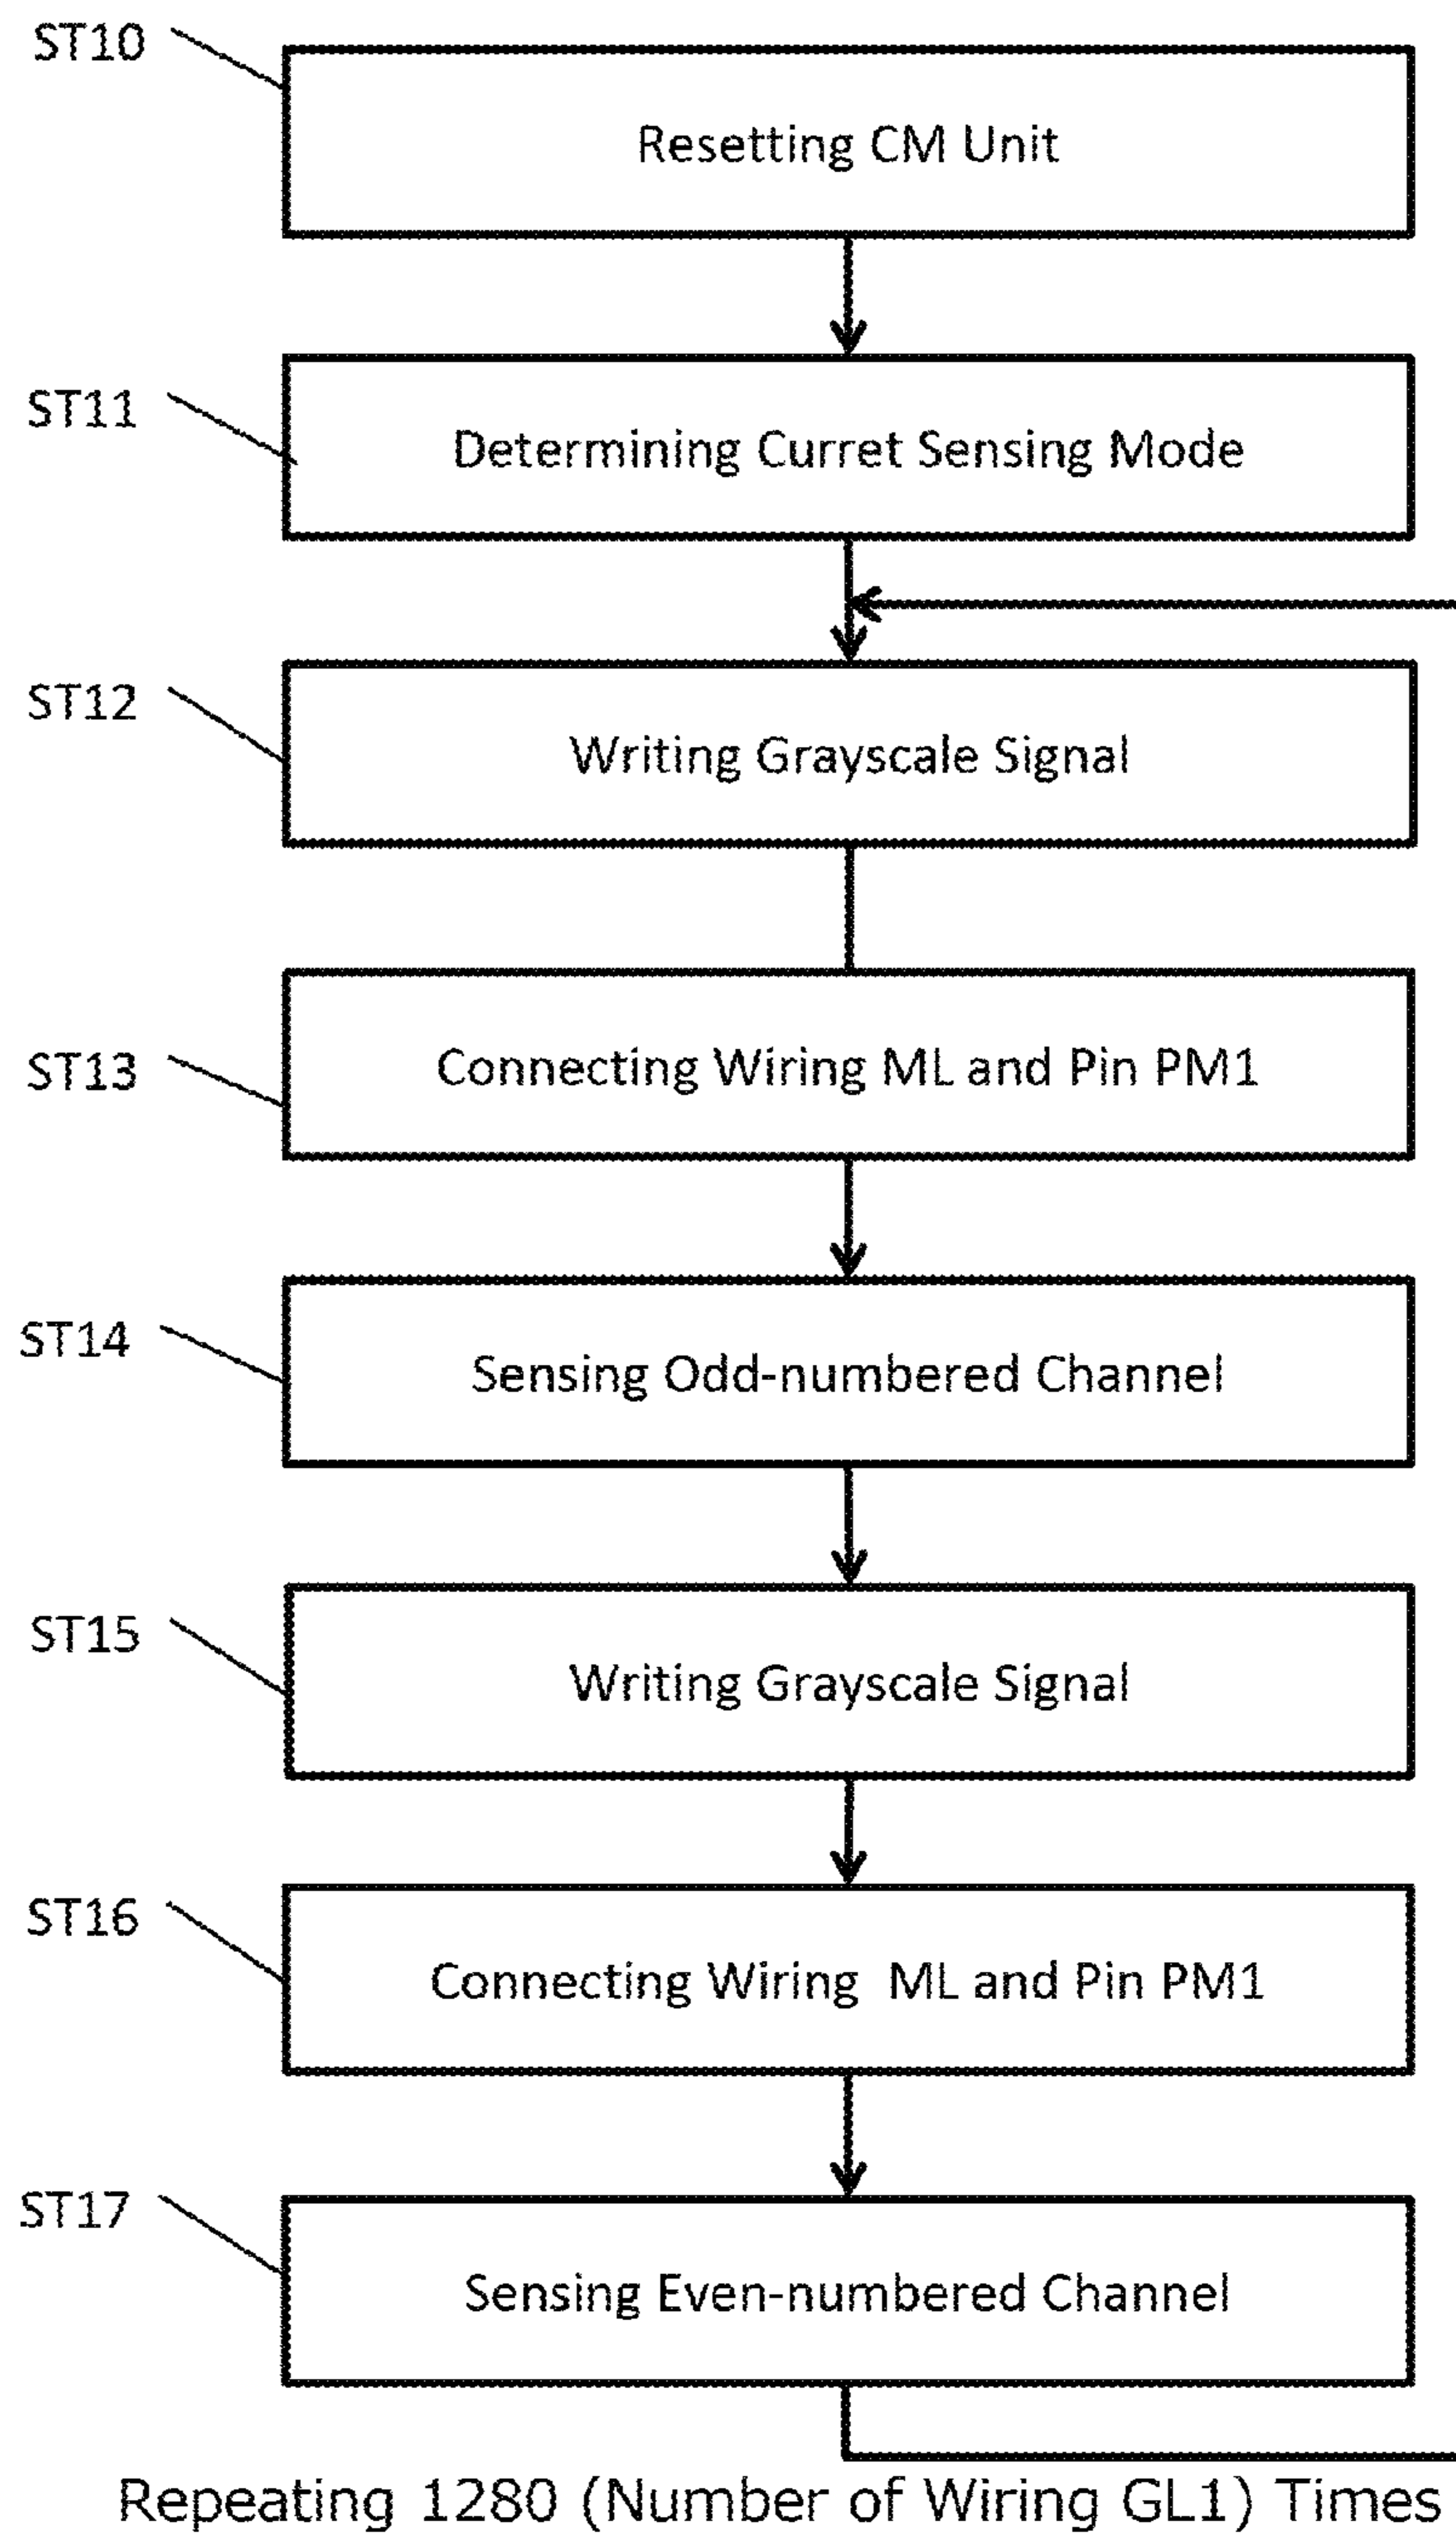 ST10
Resetting CM Unit
ST11
Determining Curret Sensing Mode
ST12
Writing Grayscale Signal
ST13
Connecting Wiring ML and Pin PM1
ST14
Sensing Odd-numbered Channel
ST15
Writing Grayscale Signal
ST16
Connecting Wiring ML and Pin PM1
ST17
Sensing Even-numbered Channel
Repeating 1280 (Number of Wiring GL1) Times